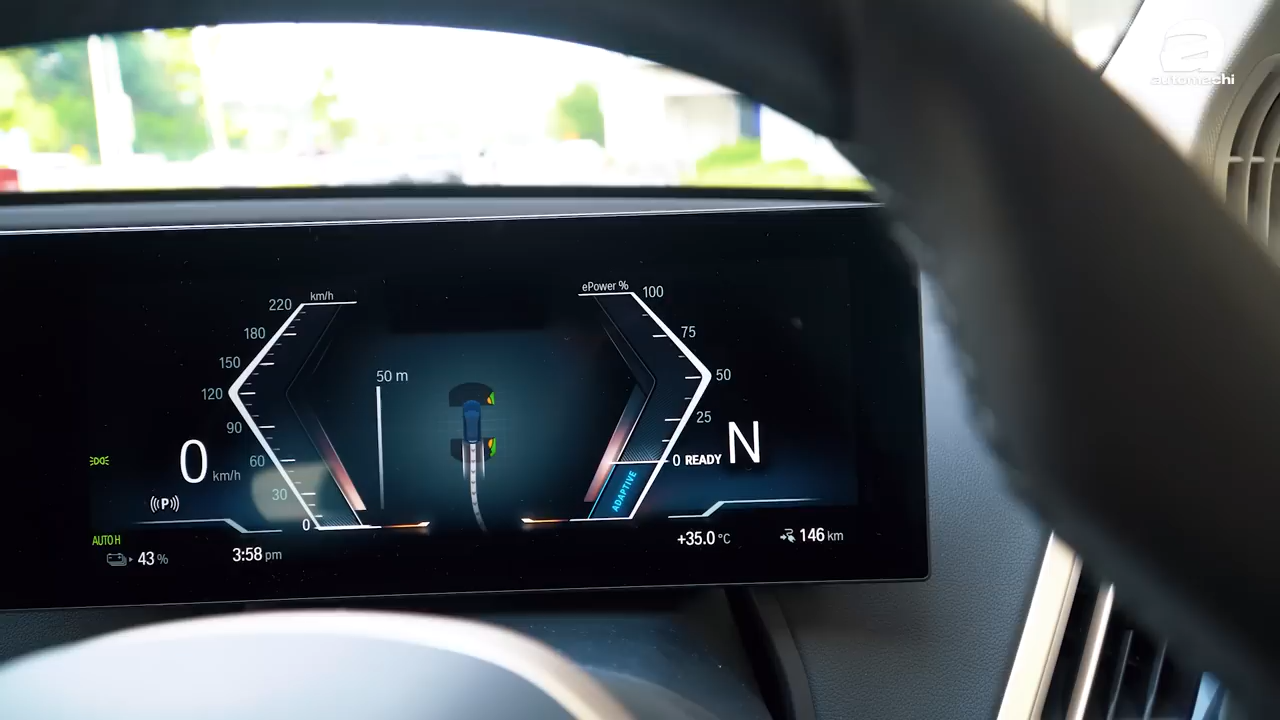 automachi
km/h
220
180
150
120
90
60
30
0
0 km/h
((P))
AUTO H
43 %
3:58 pm
50 m
ePower %
100
75
50
25
0 READY N
ADAPTIVE
+35.0 °C
146 km